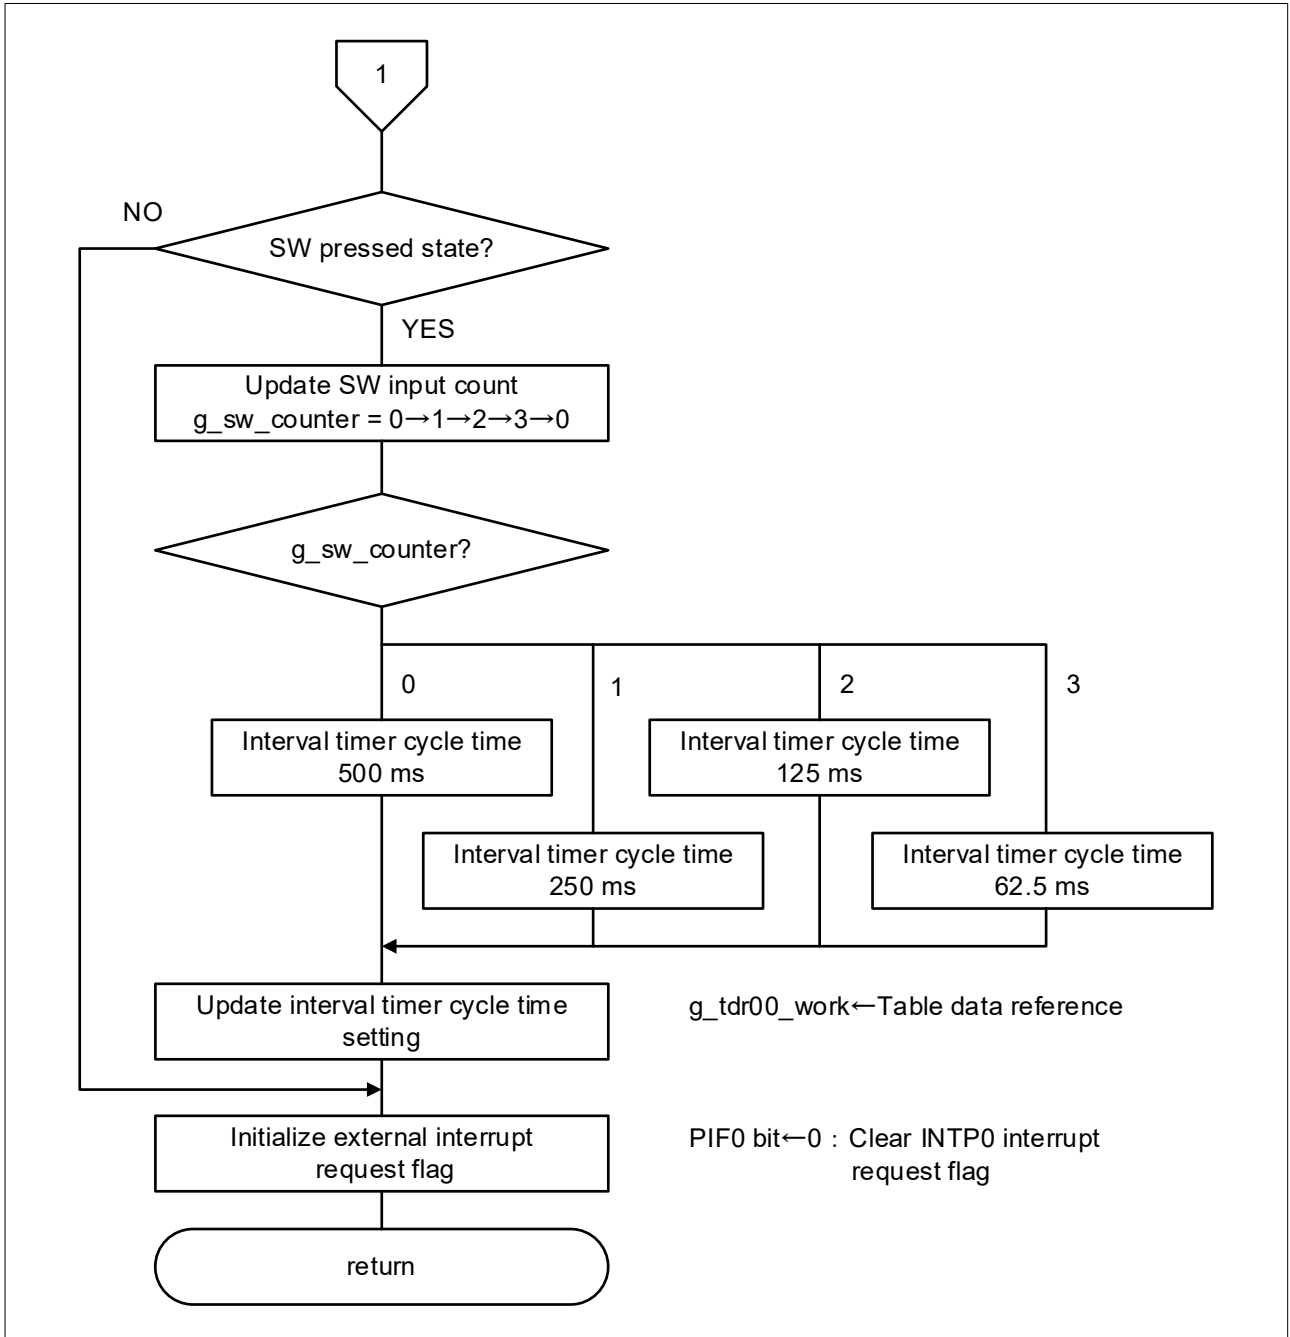 1
NO
SW pressed state?
YES
Update SW input count
g_sw_counter = 0→1→2→3→0
g_sw_counter?
0
1
2
3
Interval timer cycle time
500 ms
Interval timer cycle time
125 ms
Interval timer cycle time
250 ms
Interval timer cycle time
62.5 ms
Update interval timer cycle time
setting
g_tdr00_work←Table data reference
Initialize external interrupt
request flag
PIF0 bit←0 : Clear INTP0 interrupt
request flag
return